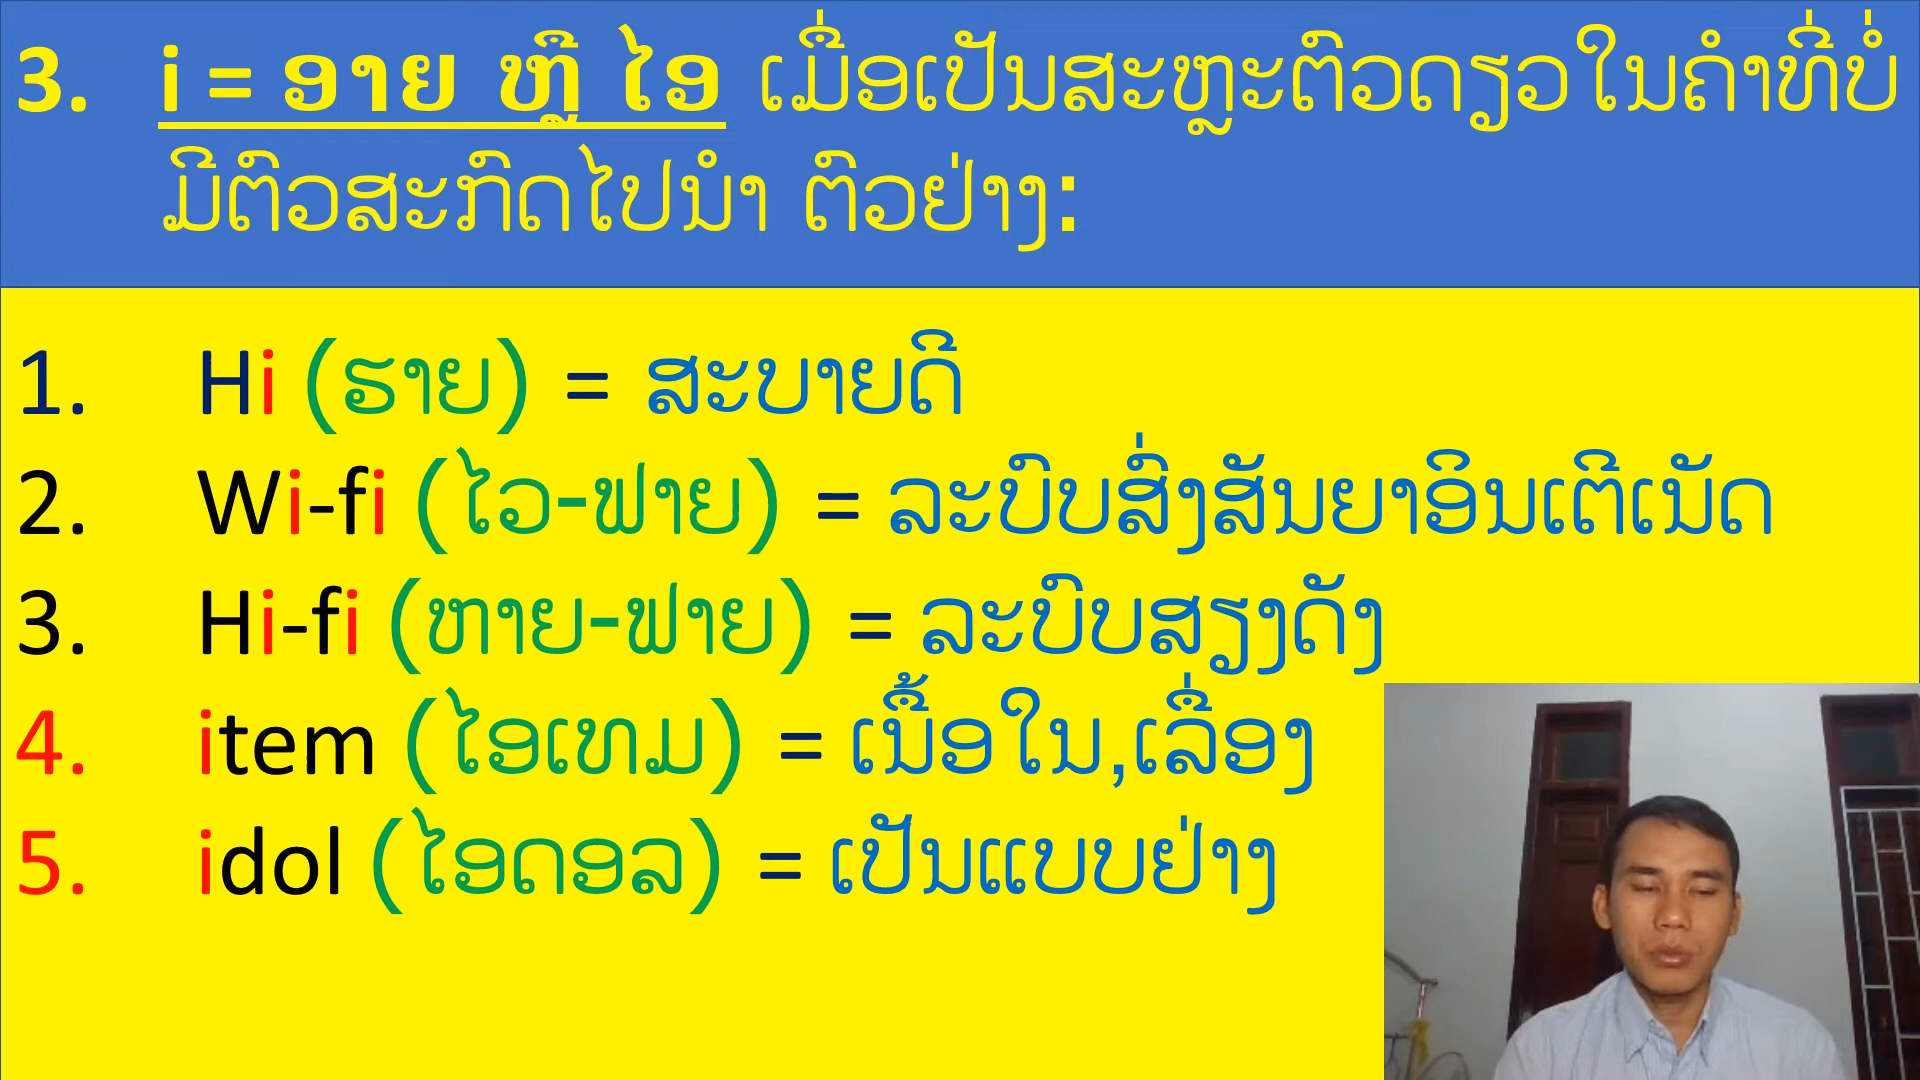 3. i = ອາຍ ຫຼື ໄອ ເມື່ອເປັນສະຫຼະຕົວດຽວໃນຄຳທີ່ບໍ່
ມີຕົວສະກົດໄປນຳ ຕົວຢ່າງ:
1. Hi (ຮາຍ) = ສະບາຍດີ
2. Wi-fi (ໄວ-ຟາຍ) = ລະບົບສົ່ງສັນຍາອິນເຕີເນັດ
3. Hi-fi (ຫາຍ-ຟາຍ) = ລະບົບສຽງດັງ
4. item (ໄອເທມ) = ເນື້ອໃນ,ເລື່ອງ
5. idol (ໄອດອລ) = ເປັນແບບຢ່າງ